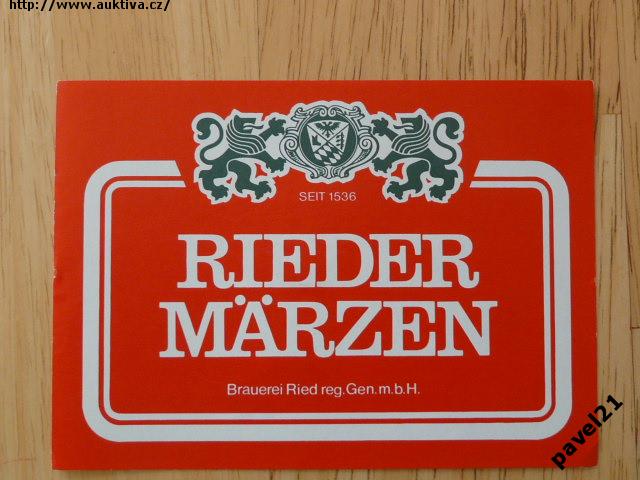 http://www.auktiva.cz/
SEIT 1536
RIEDER
MÄRZEN
Brauerei Ried reg.Gen.m.b.H.
pavel21